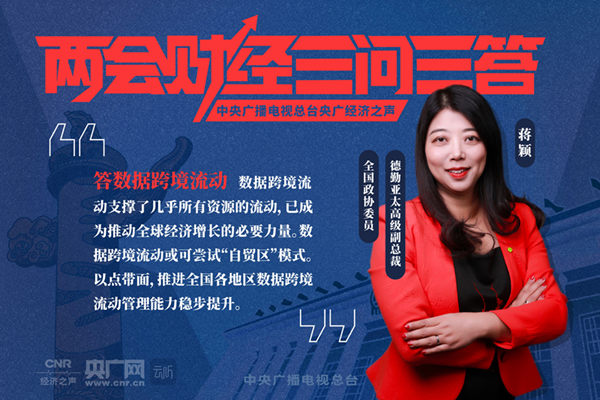 两会财经三问三答
中央广播电视总台央广经济之声
蒋颖
德勤亚太高级副总裁
全国政协委员
答数据跨境流动 数据跨境流
动支撑了几乎所有资源的流动,已成
为推动全球经济增长的必要力量。数
据跨境流动或可尝试“自贸区”模式。
以点带面,推进全国各地区数据跨境
流动管理能力稳步提升。
CNR
经济之声
央广网
www.cnr.cn
云听
中央广播电视总台